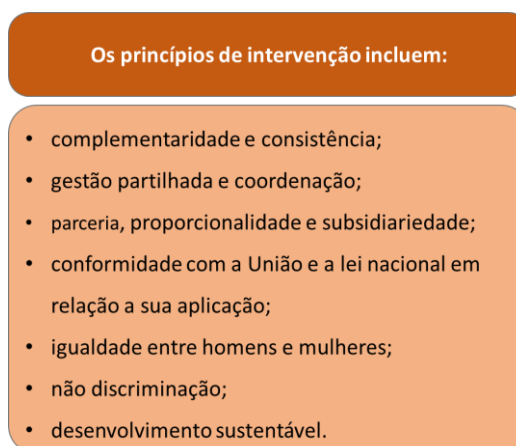 Os princípios de intervenção incluem:
• complementaridade e consistência;
• gestão partilhada e coordenação;
• parceria, proporcionalidade e subsidiariedade;
• conformidade com a União e a lei nacional em
relação a sua aplicação;
• igualdade entre homens e mulheres;
• não discriminação;
• desenvolvimento sustentável.